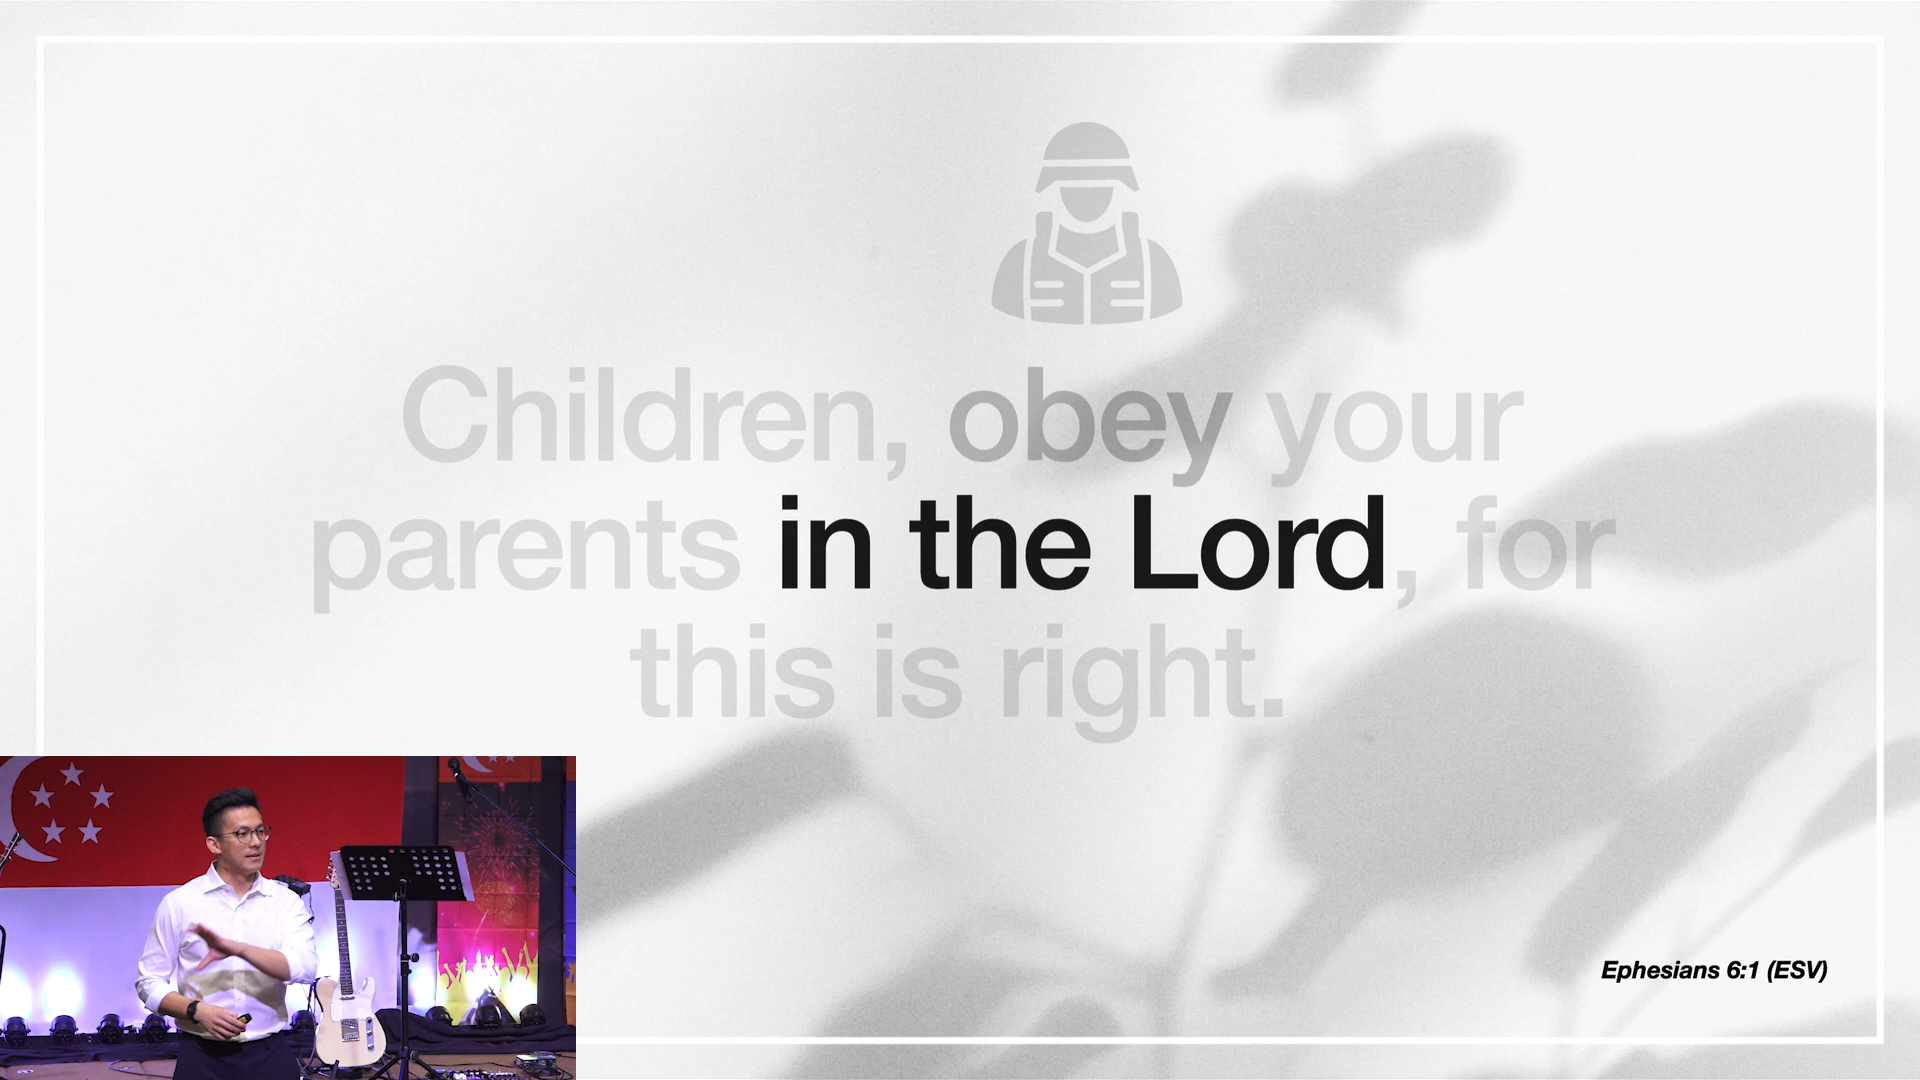 Children, obey your
parents in the Lord, for
this is right.
Ephesians 6:1 (ESV)